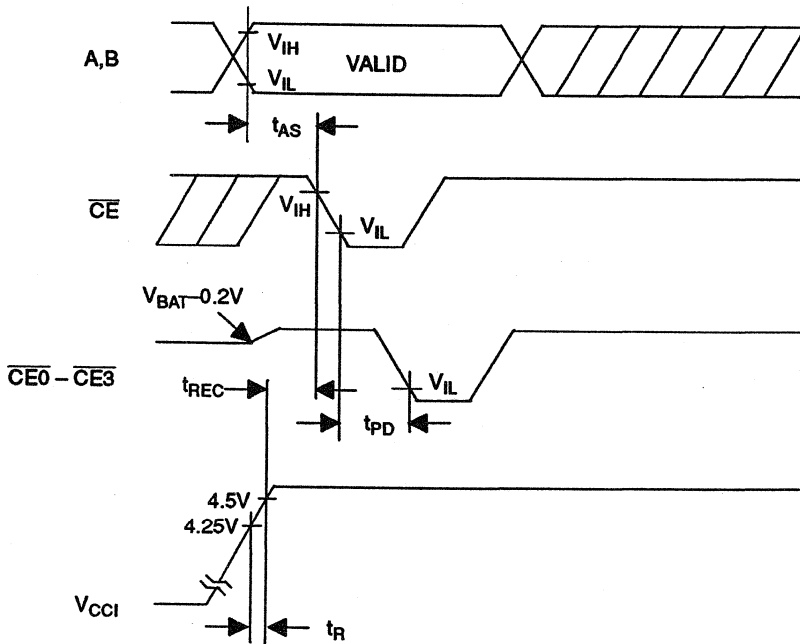 A,B
VIH
VIL
VALID
tAS
CE
VIH
VIL
VBAT–0.2V
CE0 – CE3
VIL
tREC
tPD
4.5V
4.25V
VCCI
tR